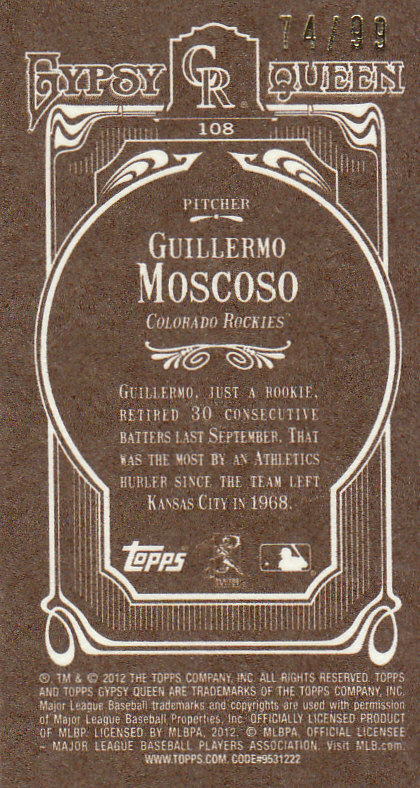 74/99
GYPSY QUEEN
CR
108
PITCHER
GUILLERMO
MOSCOSO
COLORADO ROCKIES™
GUILLERMO, JUST A ROOKIE,
RETIRED 30 CONSECUTIVE
BATTERS LAST SEPTEMBER. THAT
WAS THE MOST BY AN ATHLETICS
HURLER SINCE THE TEAM LEFT
KANSAS CITY IN 1968.
topps
® TM & © 2012 THE TOPPS COMPANY, INC. ALL RIGHTS RESERVED. TOPPS
AND TOPPS GYPSY QUEEN ARE TRADEMARKS OF THE TOPPS COMPANY, INC.
Major League Baseball trademarks and copyrights are used with permission
of Major League Baseball Properties, Inc. OFFICIALLY LICENSED PRODUCT
OF MLBP. LICENSED BY MLBPA, 2012. © MLBPA, OFFICIAL LICENSEE
– MAJOR LEAGUE BASEBALL PLAYERS ASSOCIATION. Visit MLB.com.
WWW.TOPPS.COM. CODE#9531222